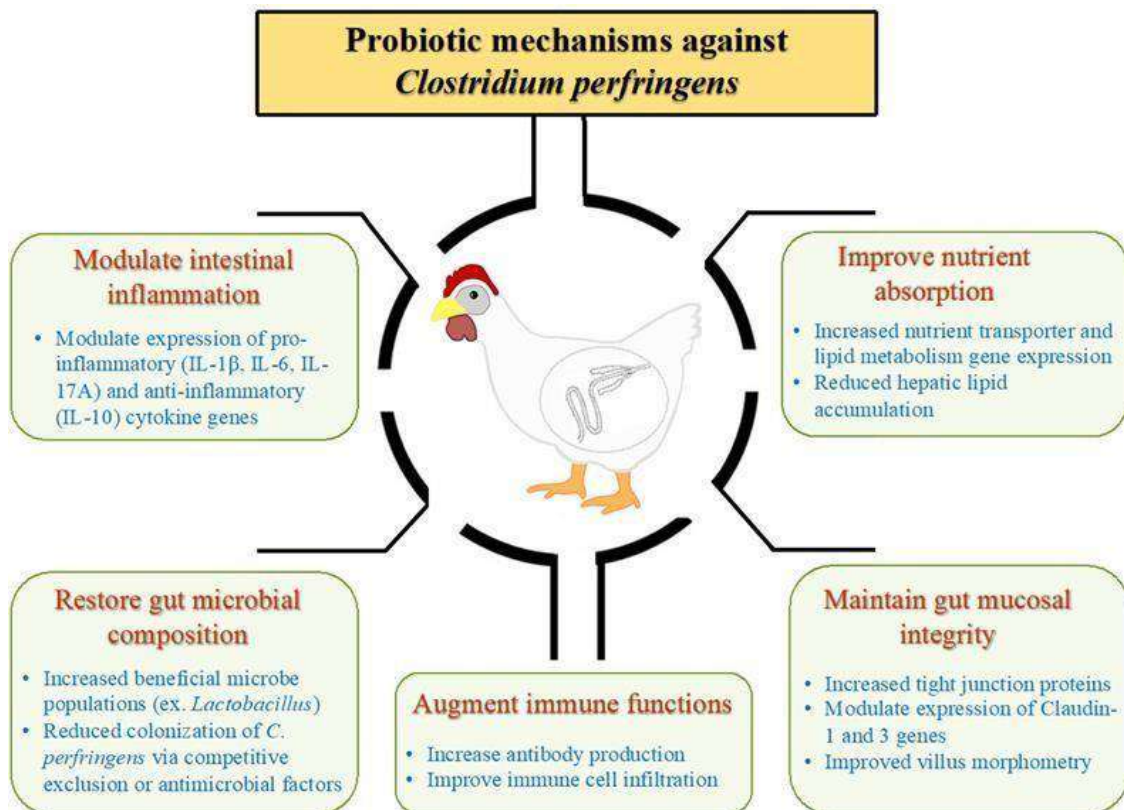 Probiotic mechanisms against
Clostridium perfringens
Modulate intestinal
inflammation
• Modulate expression of pro-
inflammatory (IL-1β, IL-6, IL-
17A) and anti-inflammatory
(IL-10) cytokine genes
Improve nutrient
absorption
• Increased nutrient transporter and
lipid metabolism gene expression
• Reduced hepatic lipid
accumulation
Restore gut microbial
composition
• Increased beneficial microbe
populations (ex. Lactobacillus)
• Reduced colonization of C.
perfringens via competitive
exclusion or antimicrobial factors
Augment immune functions
• Increase antibody production
• Improve immune cell infiltration
Maintain gut mucosal
integrity
• Increased tight junction proteins
• Modulate expression of Claudin-
1 and 3 genes
• Improved villus morphometry